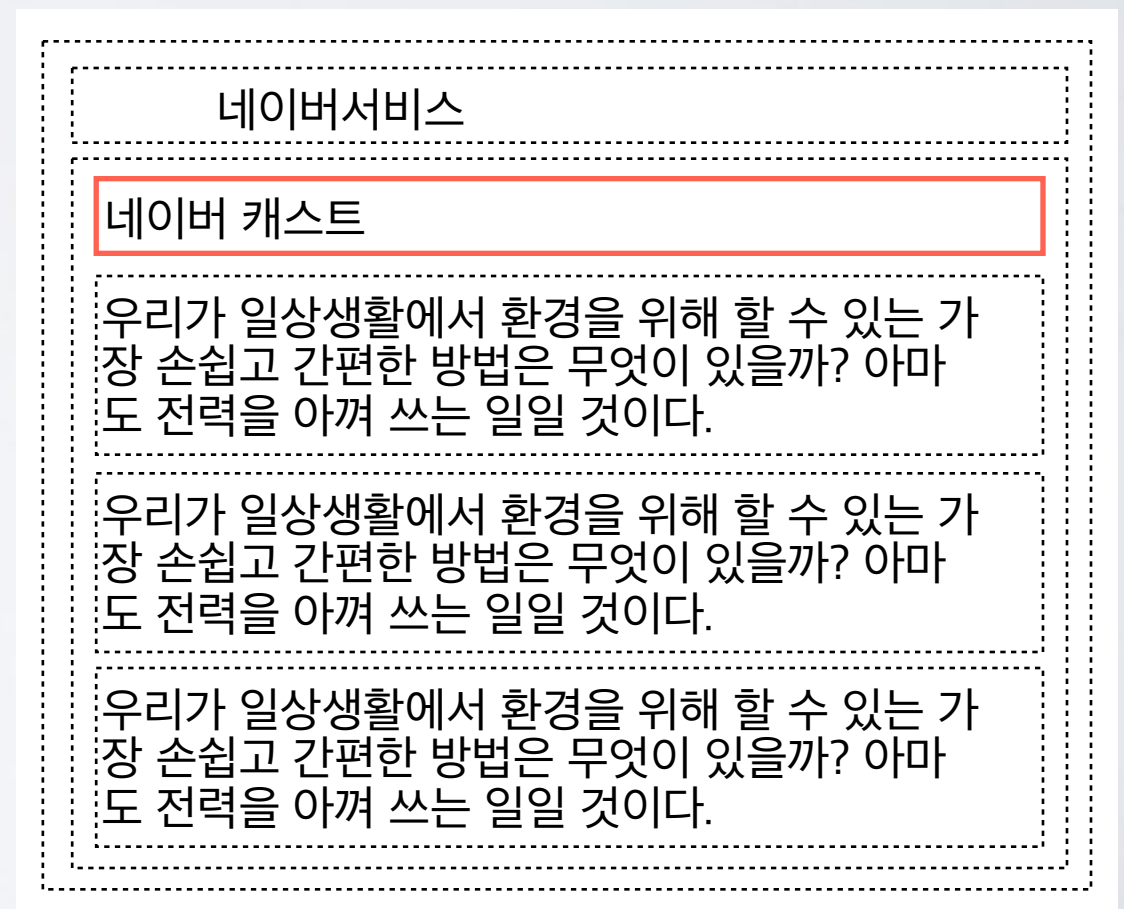 네이버서비스
네이버 캐스트
우리가 일상생활에서 환경을 위해 할 수 있는 가
장 손쉽고 간편한 방법은 무엇이 있을까? 아마
도 전력을 아껴 쓰는 일일 것이다.
우리가 일상생활에서 환경을 위해 할 수 있는 가
장 손쉽고 간편한 방법은 무엇이 있을까? 아마
도 전력을 아껴 쓰는 일일 것이다.
우리가 일상생활에서 환경을 위해 할 수 있는 가
장 손쉽고 간편한 방법은 무엇이 있을까? 아마
도 전력을 아껴 쓰는 일일 것이다.